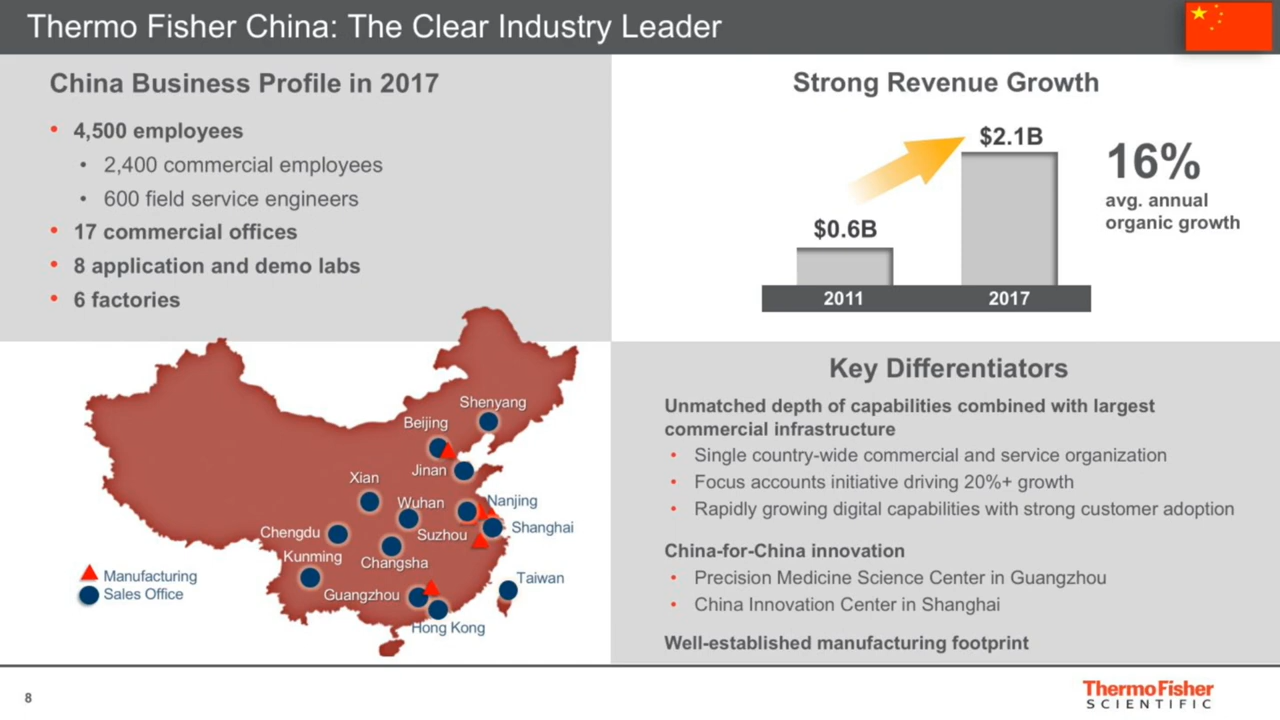 Thermo Fisher China: The Clear Industry Leader
China Business Profile in 2017
• 4,500 employees
• 2,400 commercial employees
• 600 field service engineers
• 17 commercial offices
• 8 application and demo labs
• 6 factories
Strong Revenue Growth
$0.6B
$2.1B
2011
2017
16%
avg. annual
organic growth
Shenyang
Beijing
Jinan
Xian
Wuhan
Nanjing
Chengdu
Suzhou
Shanghai
Kunming
Changsha
Guangzhou
Taiwan
Hong Kong
Manufacturing
Sales Office
Key Differentiators
Unmatched depth of capabilities combined with largest
commercial infrastructure
• Single country-wide commercial and service organization
• Focus accounts initiative driving 20%+ growth
• Rapidly growing digital capabilities with strong customer adoption
China-for-China innovation
• Precision Medicine Science Center in Guangzhou
• China Innovation Center in Shanghai
Well-established manufacturing footprint
8
ThermoFisher
SCIENTIFIC